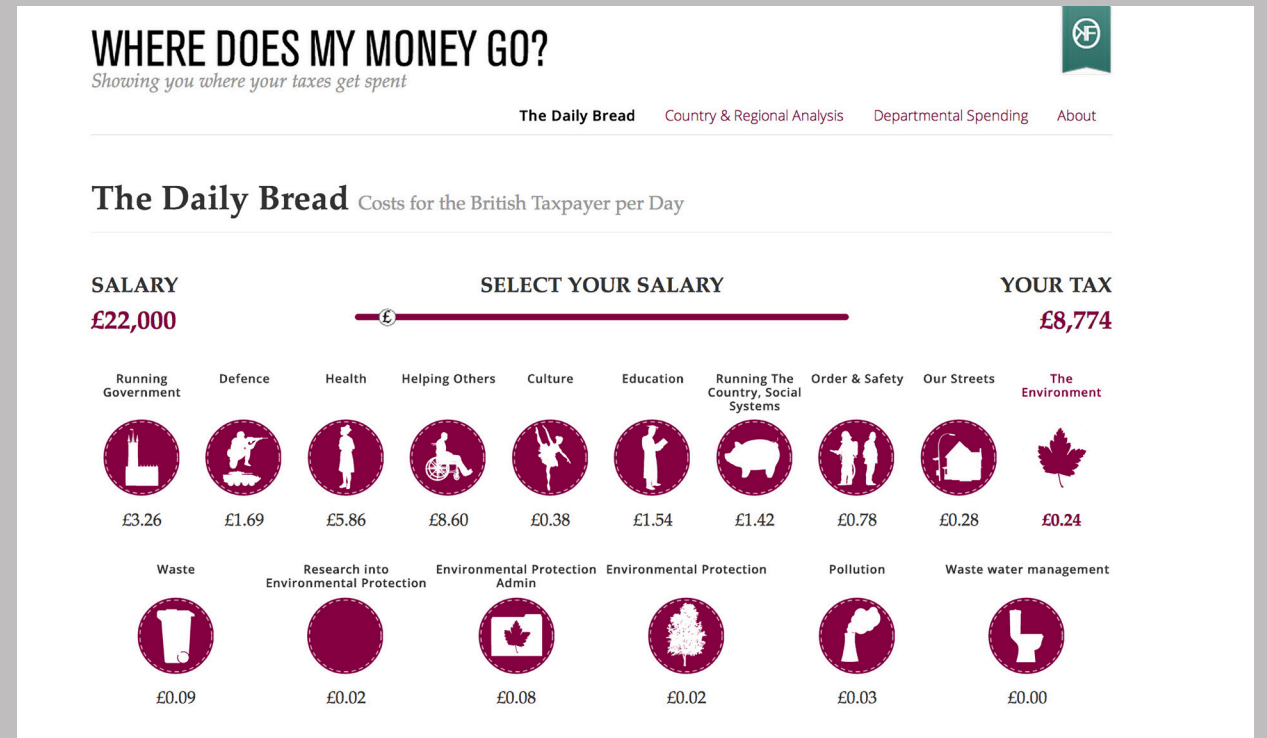 WHERE DOES MY MONEY GO?
Showing you where your taxes get spent
The Daily Bread Country & Regional Analysis Departmental Spending About
The Daily Bread Costs for the British Taxpayer per Day
SALARY SELECT YOUR SALARY YOUR TAX
£22,000 £ £8,774
Running Government Defence Health Helping Others Culture Education Running The Country, Social Systems Order & Safety Our Streets The Environment
£3.26 £1.69 £5.86 £8.60 £0.38 £1.54 £1.42 £0.78 £0.28 £0.24
Waste Research into Environmental Protection Environmental Protection Admin Environmental Protection Pollution Waste water management
£0.09 £0.02 £0.08 £0.02 £0.03 £0.00